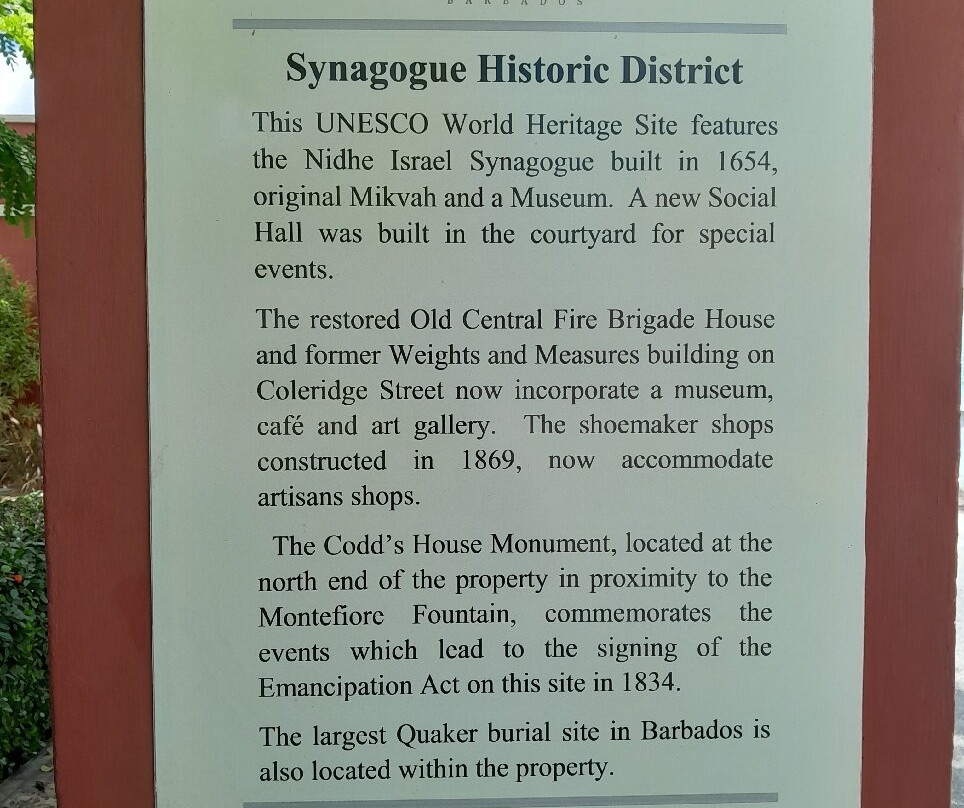 BARBADOS
Synagogue Historic District
This UNESCO World Heritage Site features
the Nidhe Israel Synagogue built in 1654,
original Mikvah and a Museum. A new Social
Hall was built in the courtyard for special
events.
The restored Old Central Fire Brigade House
and former Weights and Measures building on
Coleridge Street now incorporate a museum,
café and art gallery. The shoemaker shops
constructed in 1869, now accommodate
artisans shops.
The Codd’s House Monument, located at the
north end of the property in proximity to the
Montefiore Fountain, commemorates the
events which lead to the signing of the
Emancipation Act on this site in 1834.
The largest Quaker burial site in Barbados is
also located within the property.